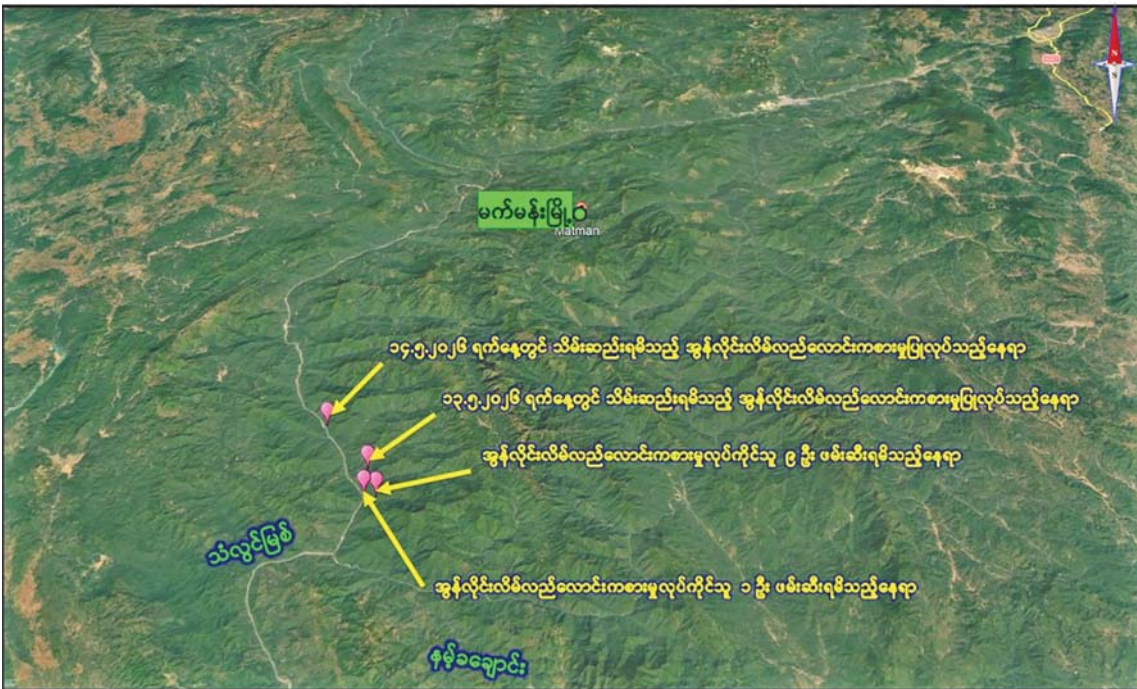 N
S
မက်မန်းမြို့
Matman
၁၄.၅.၂၀၂၆ ရက်နေ့တွင် သိမ်းဆည်းရမိသည့် အွန်လိုင်းလိမ်လည်လောင်းကစားမှုပြုလုပ်သည့်နေရာ
၁၃.၅.၂၀၂၆ ရက်နေ့တွင် သိမ်းဆည်းရမိသည့် အွန်လိုင်းလိမ်လည်လောင်းကစားမှုပြုလုပ်သည့်နေရာ
အွန်လိုင်းလိမ်လည်လောင်းကစားမှုလုပ်ကိုင်သူ ၉ ဦး ဖမ်းဆီးရမိသည့်နေရာ
သံလွင်မြစ်
အွန်လိုင်းလိမ်လည်လောင်းကစားမှုလုပ်ကိုင်သူ ၁ ဦး ဖမ်းဆီးရမိသည့်နေရာ
နမ့်ခချောင်း